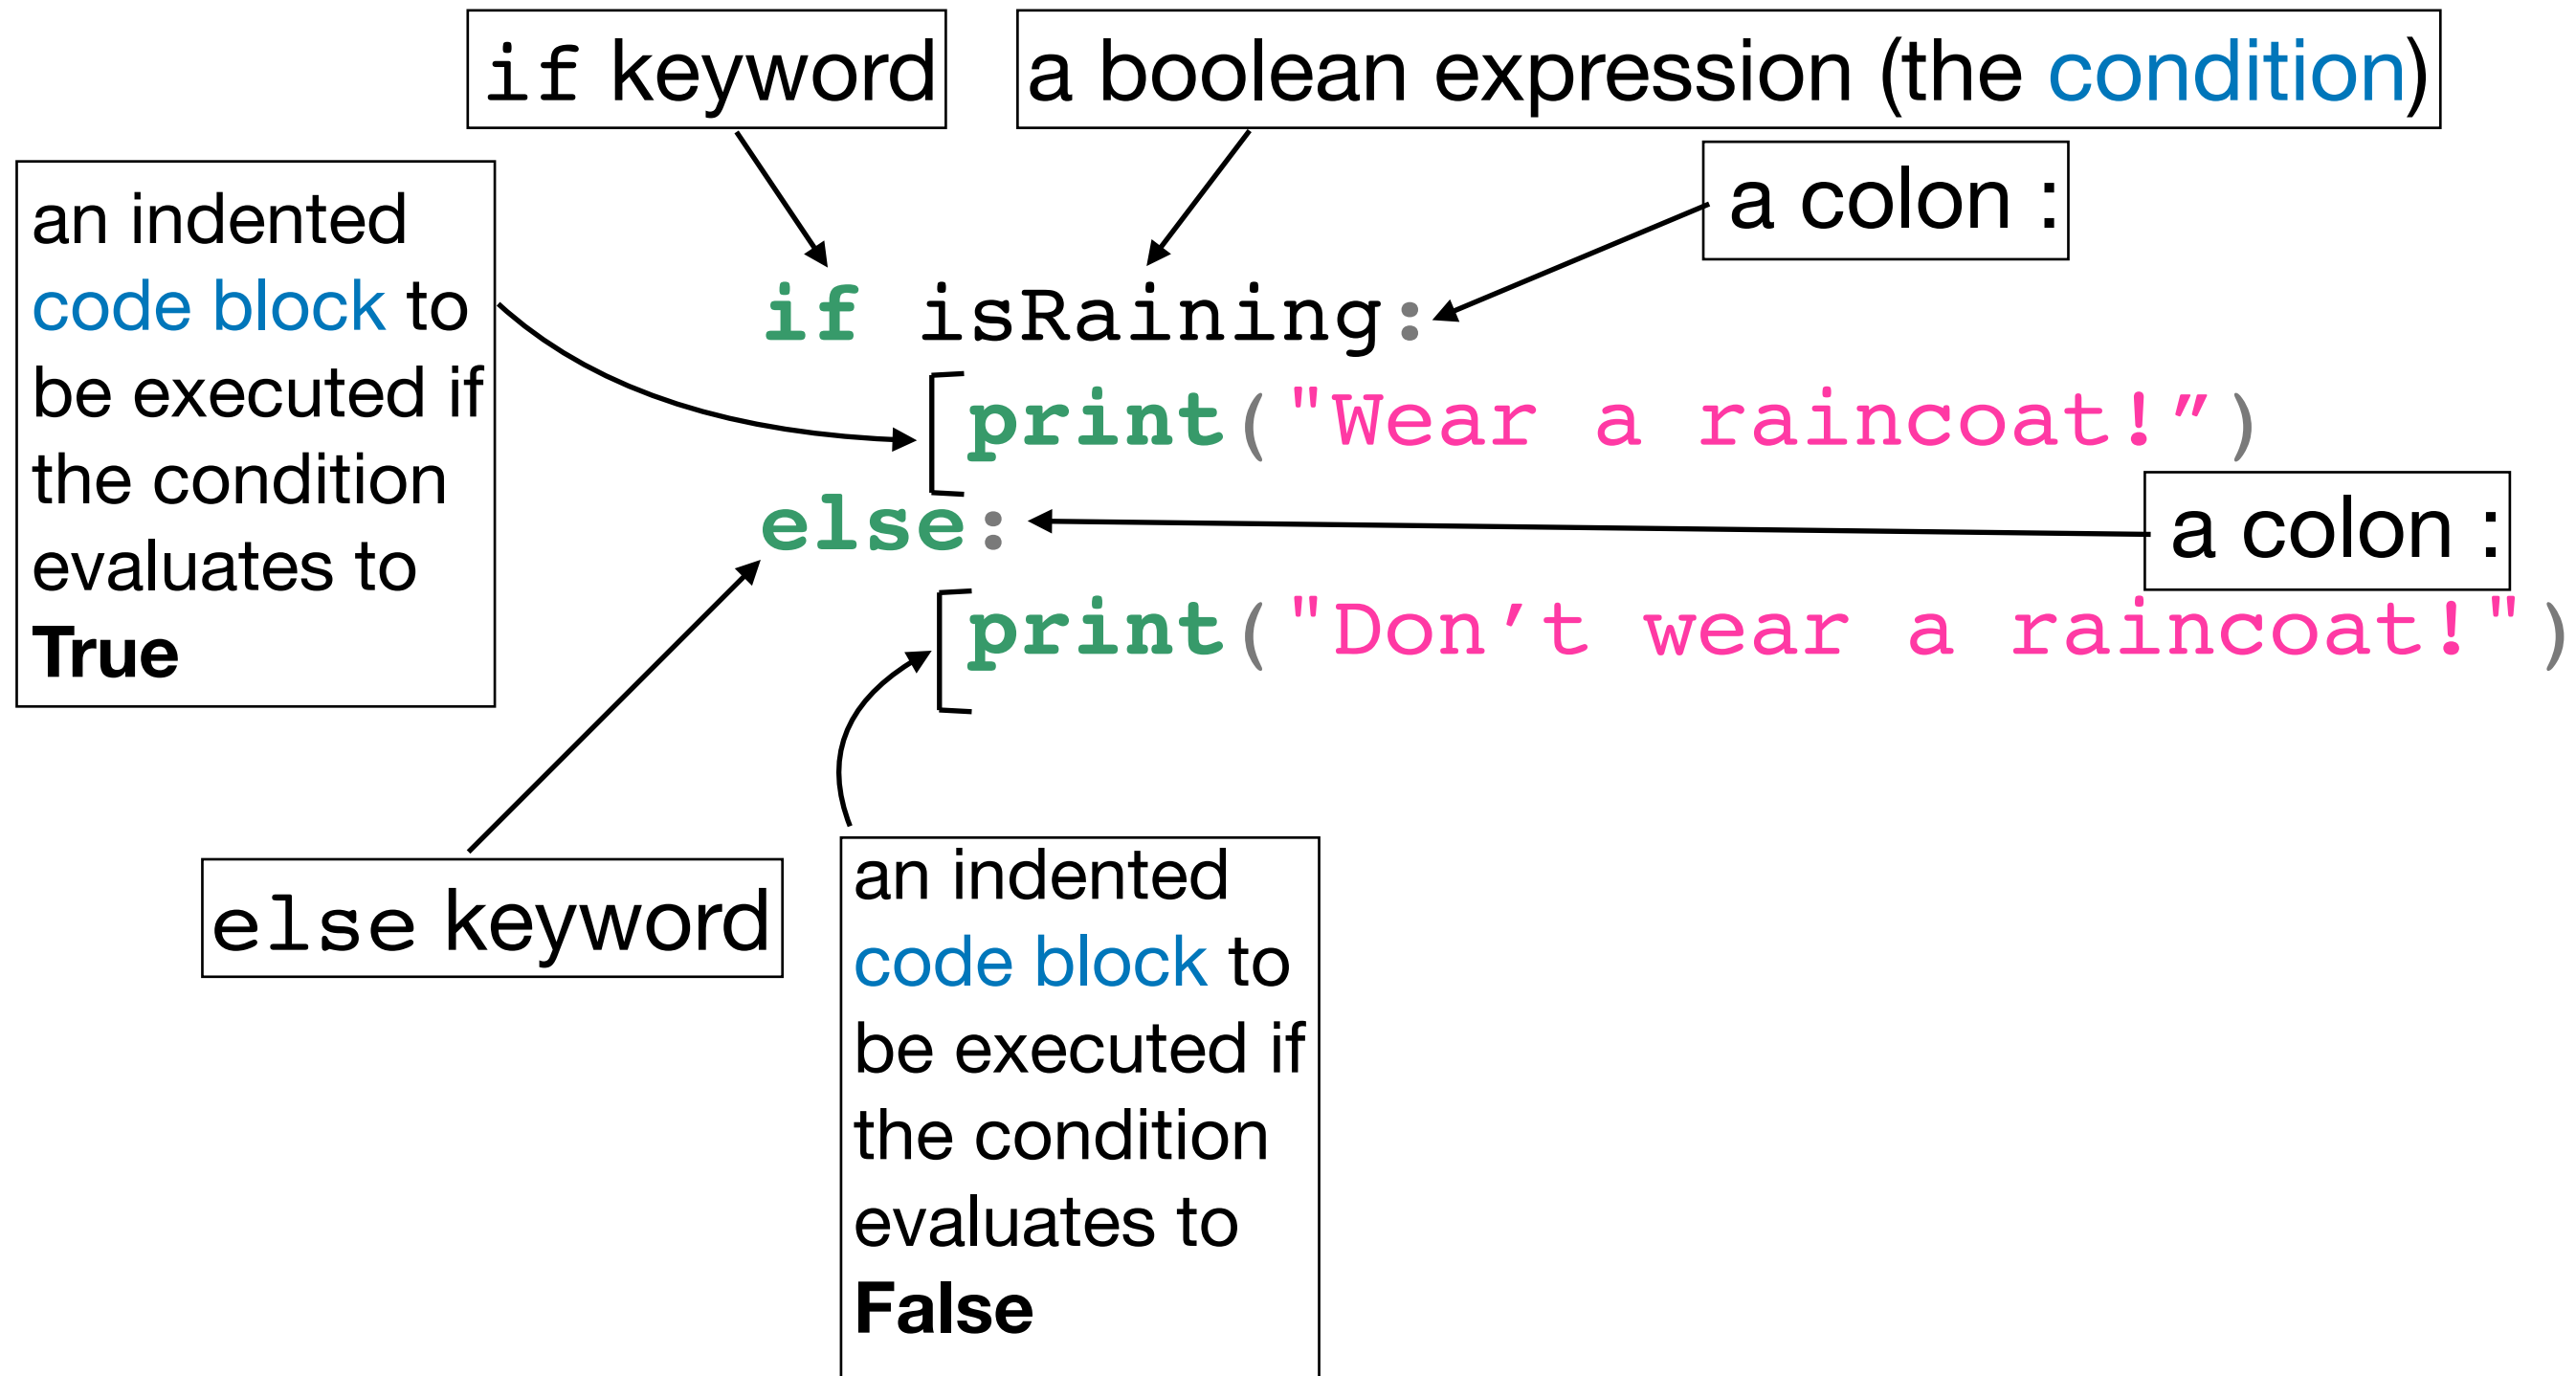 if keyword
a boolean expression (the condition)
a colon :
an indented
code block to
be executed if
the condition
evaluates to
True
if isRaining:
print("Wear a raincoat!”)
else:
a colon :
print("Don’t wear a raincoat!")
else keyword
an indented
code block to
be executed if
the condition
evaluates to
False